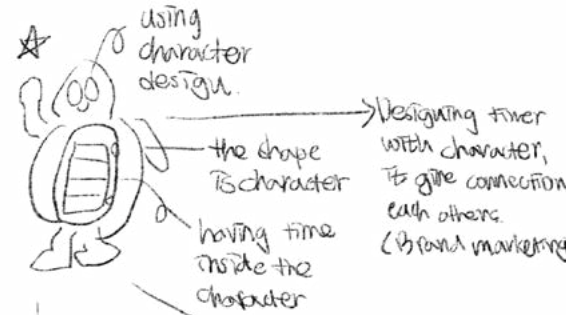 using
character
design.
the shape
is character
having time
inside the
character
Designing timer
with character,
it give connection
each others.
(Brand marketing